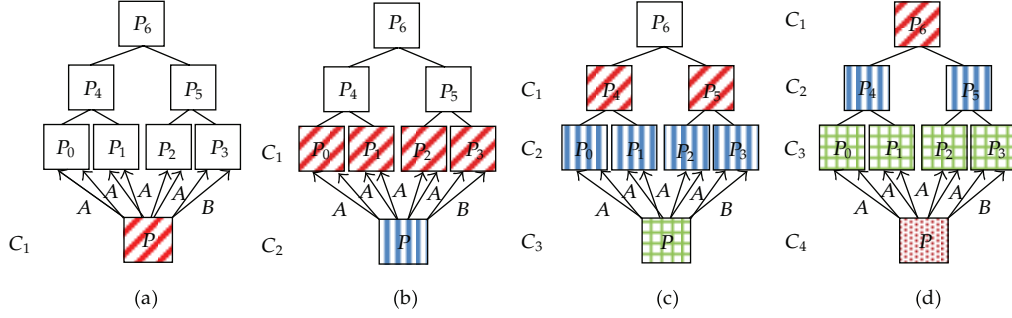 P6
P4 P5
P0 P1 P2 P3
A A A A A B
C1 P
(a)
P6
P4 P5
C1 P0 P1 P2 P3
A A A A A B
C2 P
(b)
P6
C1 P4 P5
C2 P0 P1 P2 P3
A A A A A B
C3 P
(c)
C1 P6
C2 P4 P5
C3 P0 P1 P2 P3
A A A A A B
C4 P
(d)